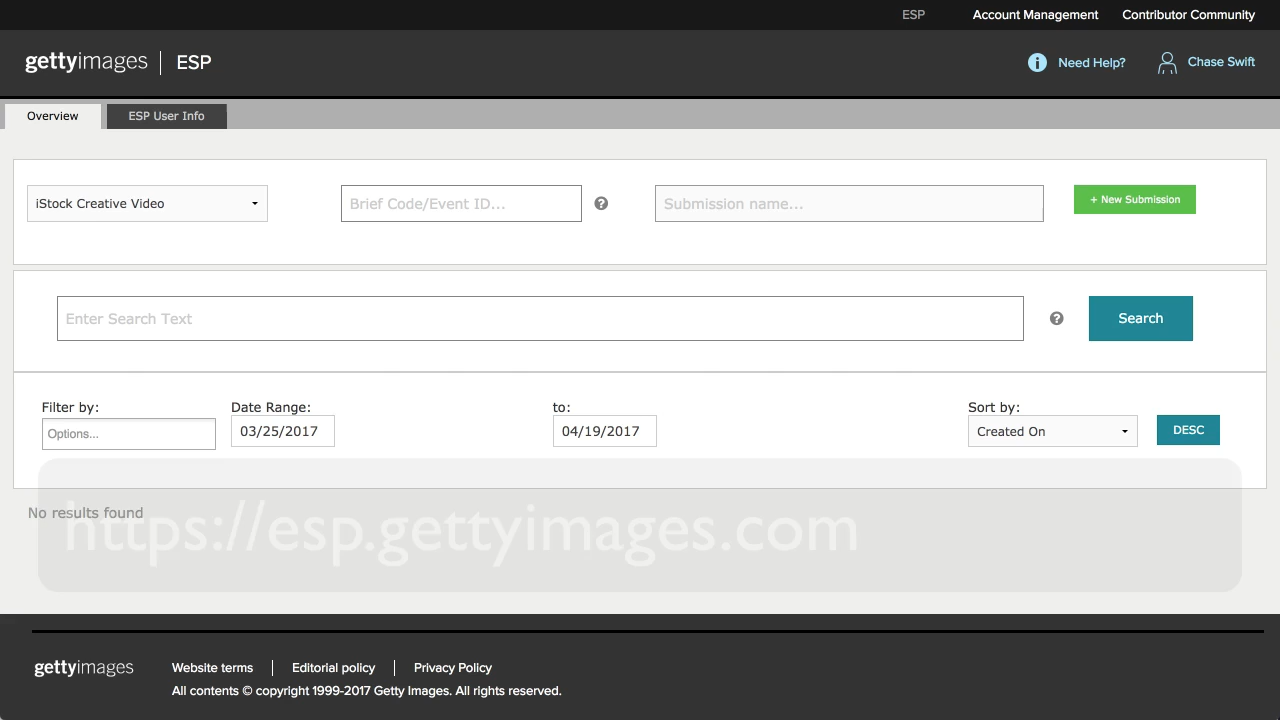 ESP Account Management Contributor Community
gettyimages ESP Need Help? Chase Swift
Overview ESP User Info
iStock Creative Video Brief Code/Event ID... Submission name... + New Submission
Enter Search Text Search
Filter by: Date Range: to: Sort by:
Options... 03/25/2017 04/19/2017 Created On DESC
No results found
https://esp.gettyimages.com
gettyimages Website terms Editorial policy Privacy Policy
All contents © copyright 1999-2017 Getty Images. All rights reserved.